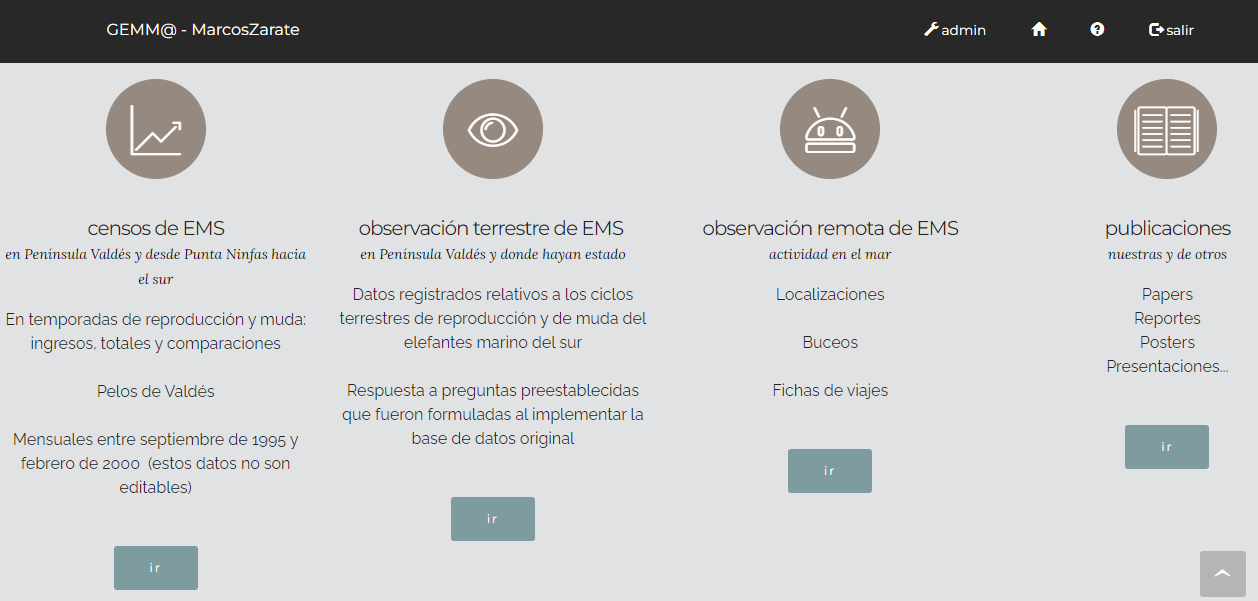 GEMM@ - MarcosZarate
admin
salir
censos de EMS
en Península Valdés y desde Punta Ninfas hacia
el sur
En temporadas de reproducción y muda:
ingresos, totales y comparaciones
Pelos de Valdés
Mensuales entre septiembre de 1995 y
febrero de 2000 (estos datos no son
editables)
ir
observación terrestre de EMS
en Península Valdés y donde hayan estado
Datos registrados relativos a los ciclos
terrestres de reproducción y de muda del
elefantes marino del sur
Respuesta a preguntas preestablecidas
que fueron formuladas al implementar la
base de datos original
ir
observación remota de EMS
actividad en el mar
Localizaciones
Buceos
Fichas de viajes
ir
publicaciones
nuestras y de otros
Papers
Reportes
Posters
Presentaciones...
ir